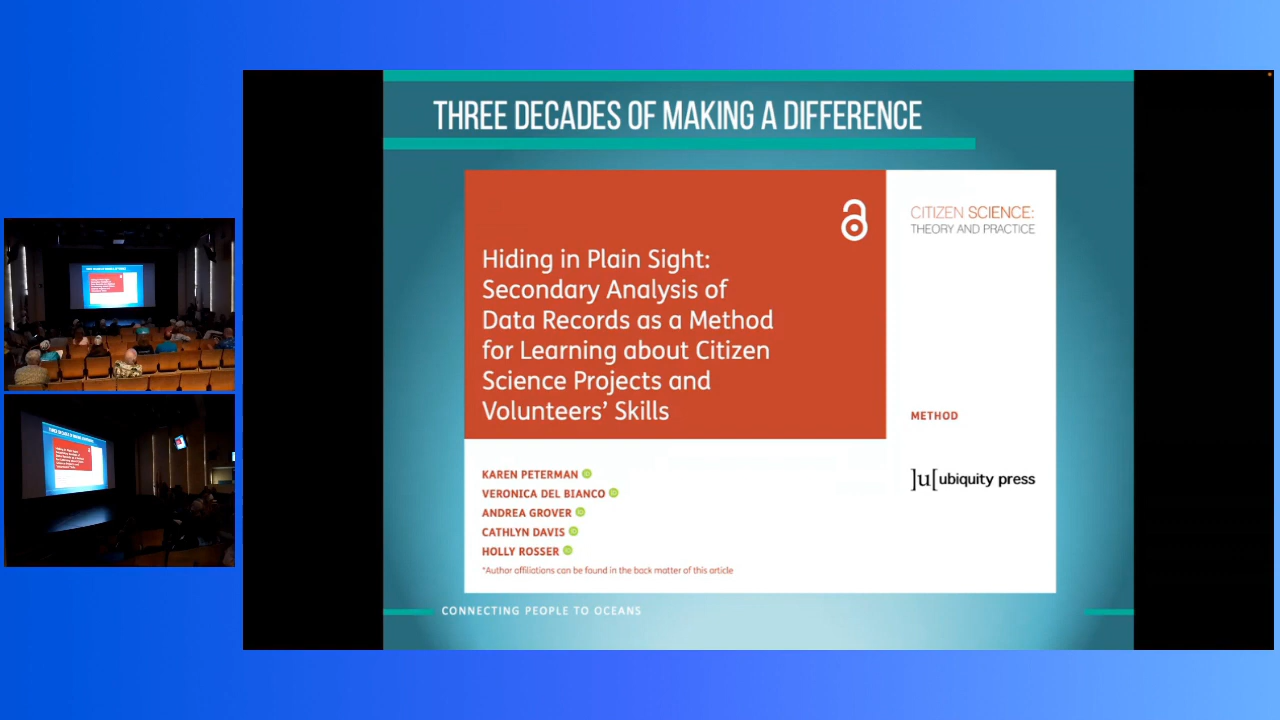 THREE DECADES OF MAKING A DIFFERENCE
Hiding in Plain Sight:
Secondary Analysis of
Data Records as a Method
for Learning about Citizen
Science Projects and
Volunteers’ Skills
CITIZEN SCIENCE:
THEORY AND PRACTICE
METHOD
]u[ ubiquity press
KAREN PETERMAN
VERONICA DEL BIANCO
ANDREA GROVER
CATHLYN DAVIS
HOLLY ROSSER
*Author affiliations can be found in the back matter of this article
CONNECTING PEOPLE TO OCEANS